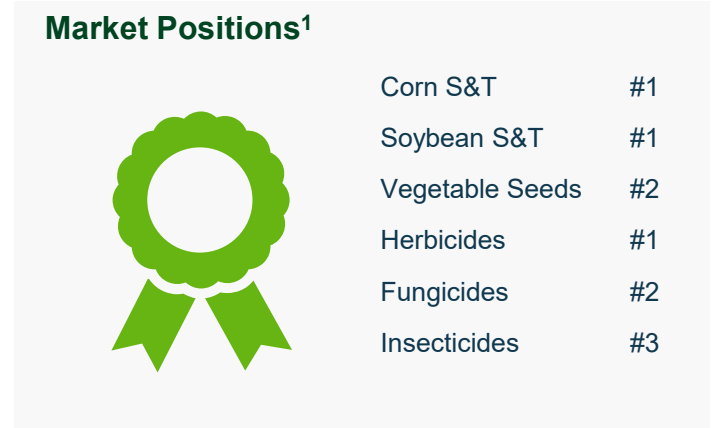 Market Positions¹
Corn S&T #1
Soybean S&T #1
Vegetable Seeds #2
Herbicides #1
Fungicides #2
Insecticides #3